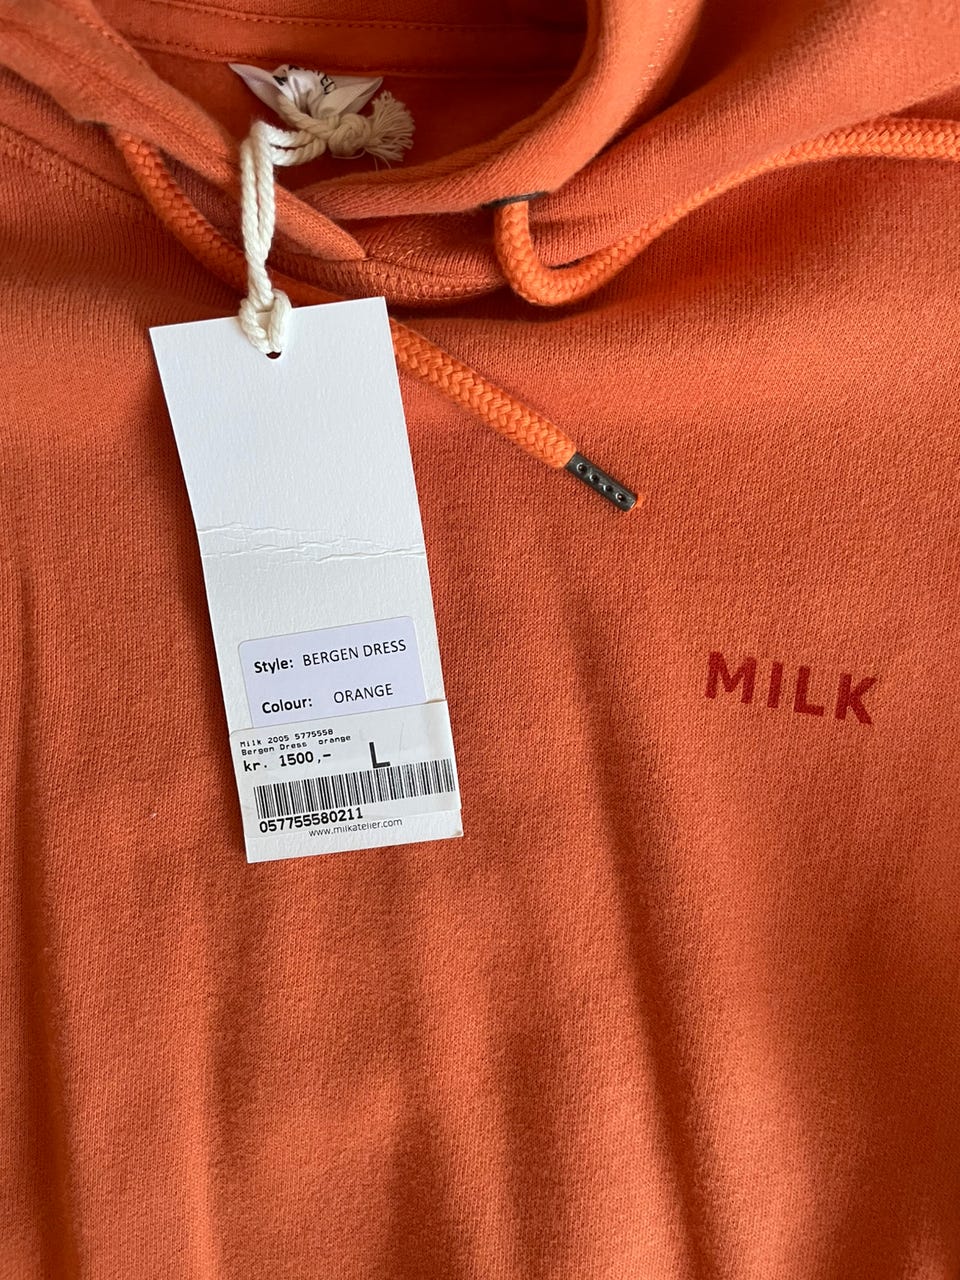 Style: BERGEN DRESS
Colour: ORANGE
Milk 2005 5775558
Bergen Dress orange
kr. 1500,- L
057755580211
www.milkatelier.com
MILK